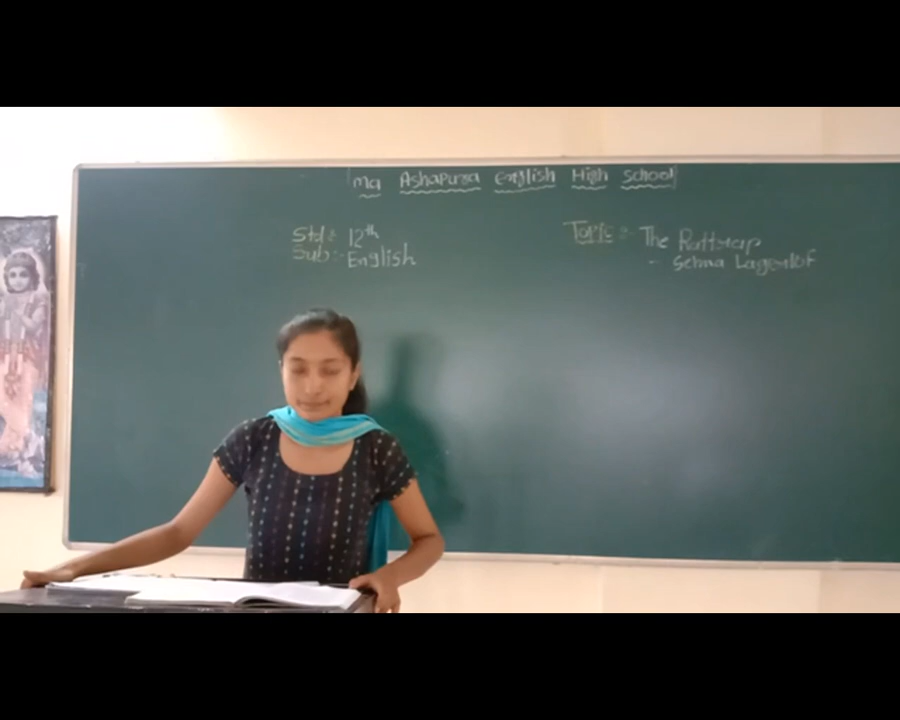 Ma Ashapura English High School
Std:- 12th
Sub:- English
Topic:- The Rattrap
- Selma Lagerlof